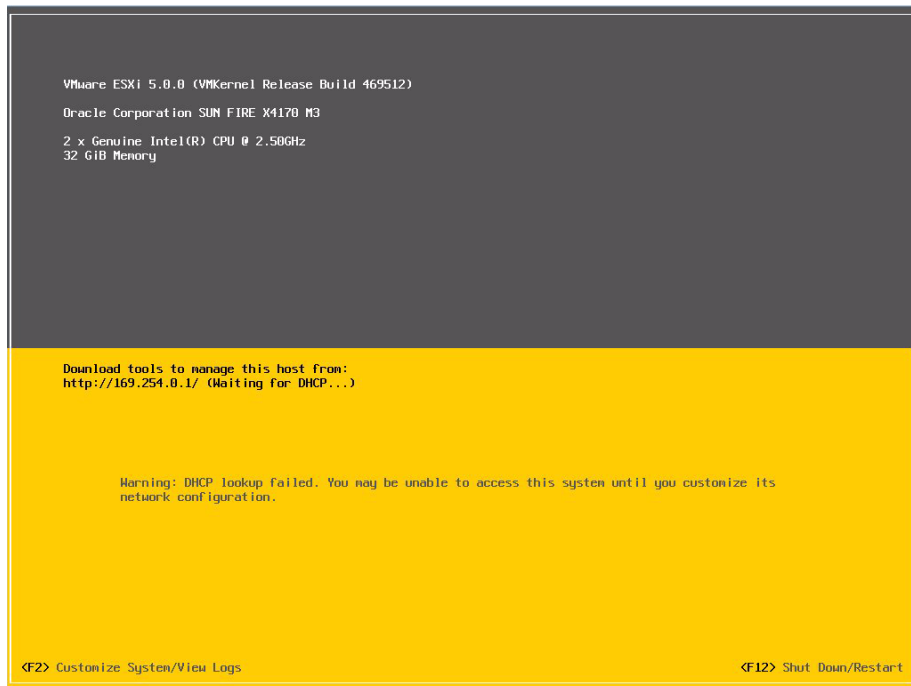 VMware ESXi 5.0.0 (VMKernel Release Build 469512)
Oracle Corporation SUN FIRE X4170 M3
2 x Genuine Intel(R) CPU @ 2.50GHz
32 GiB Memory
Download tools to manage this host from:
http://169.254.0.1/ (Waiting for DHCP...)
Warning: DHCP lookup failed. You may be unable to access this system until you customize its
network configuration.
<F2> Customize System/View Logs
<F12> Shut Down/Restart